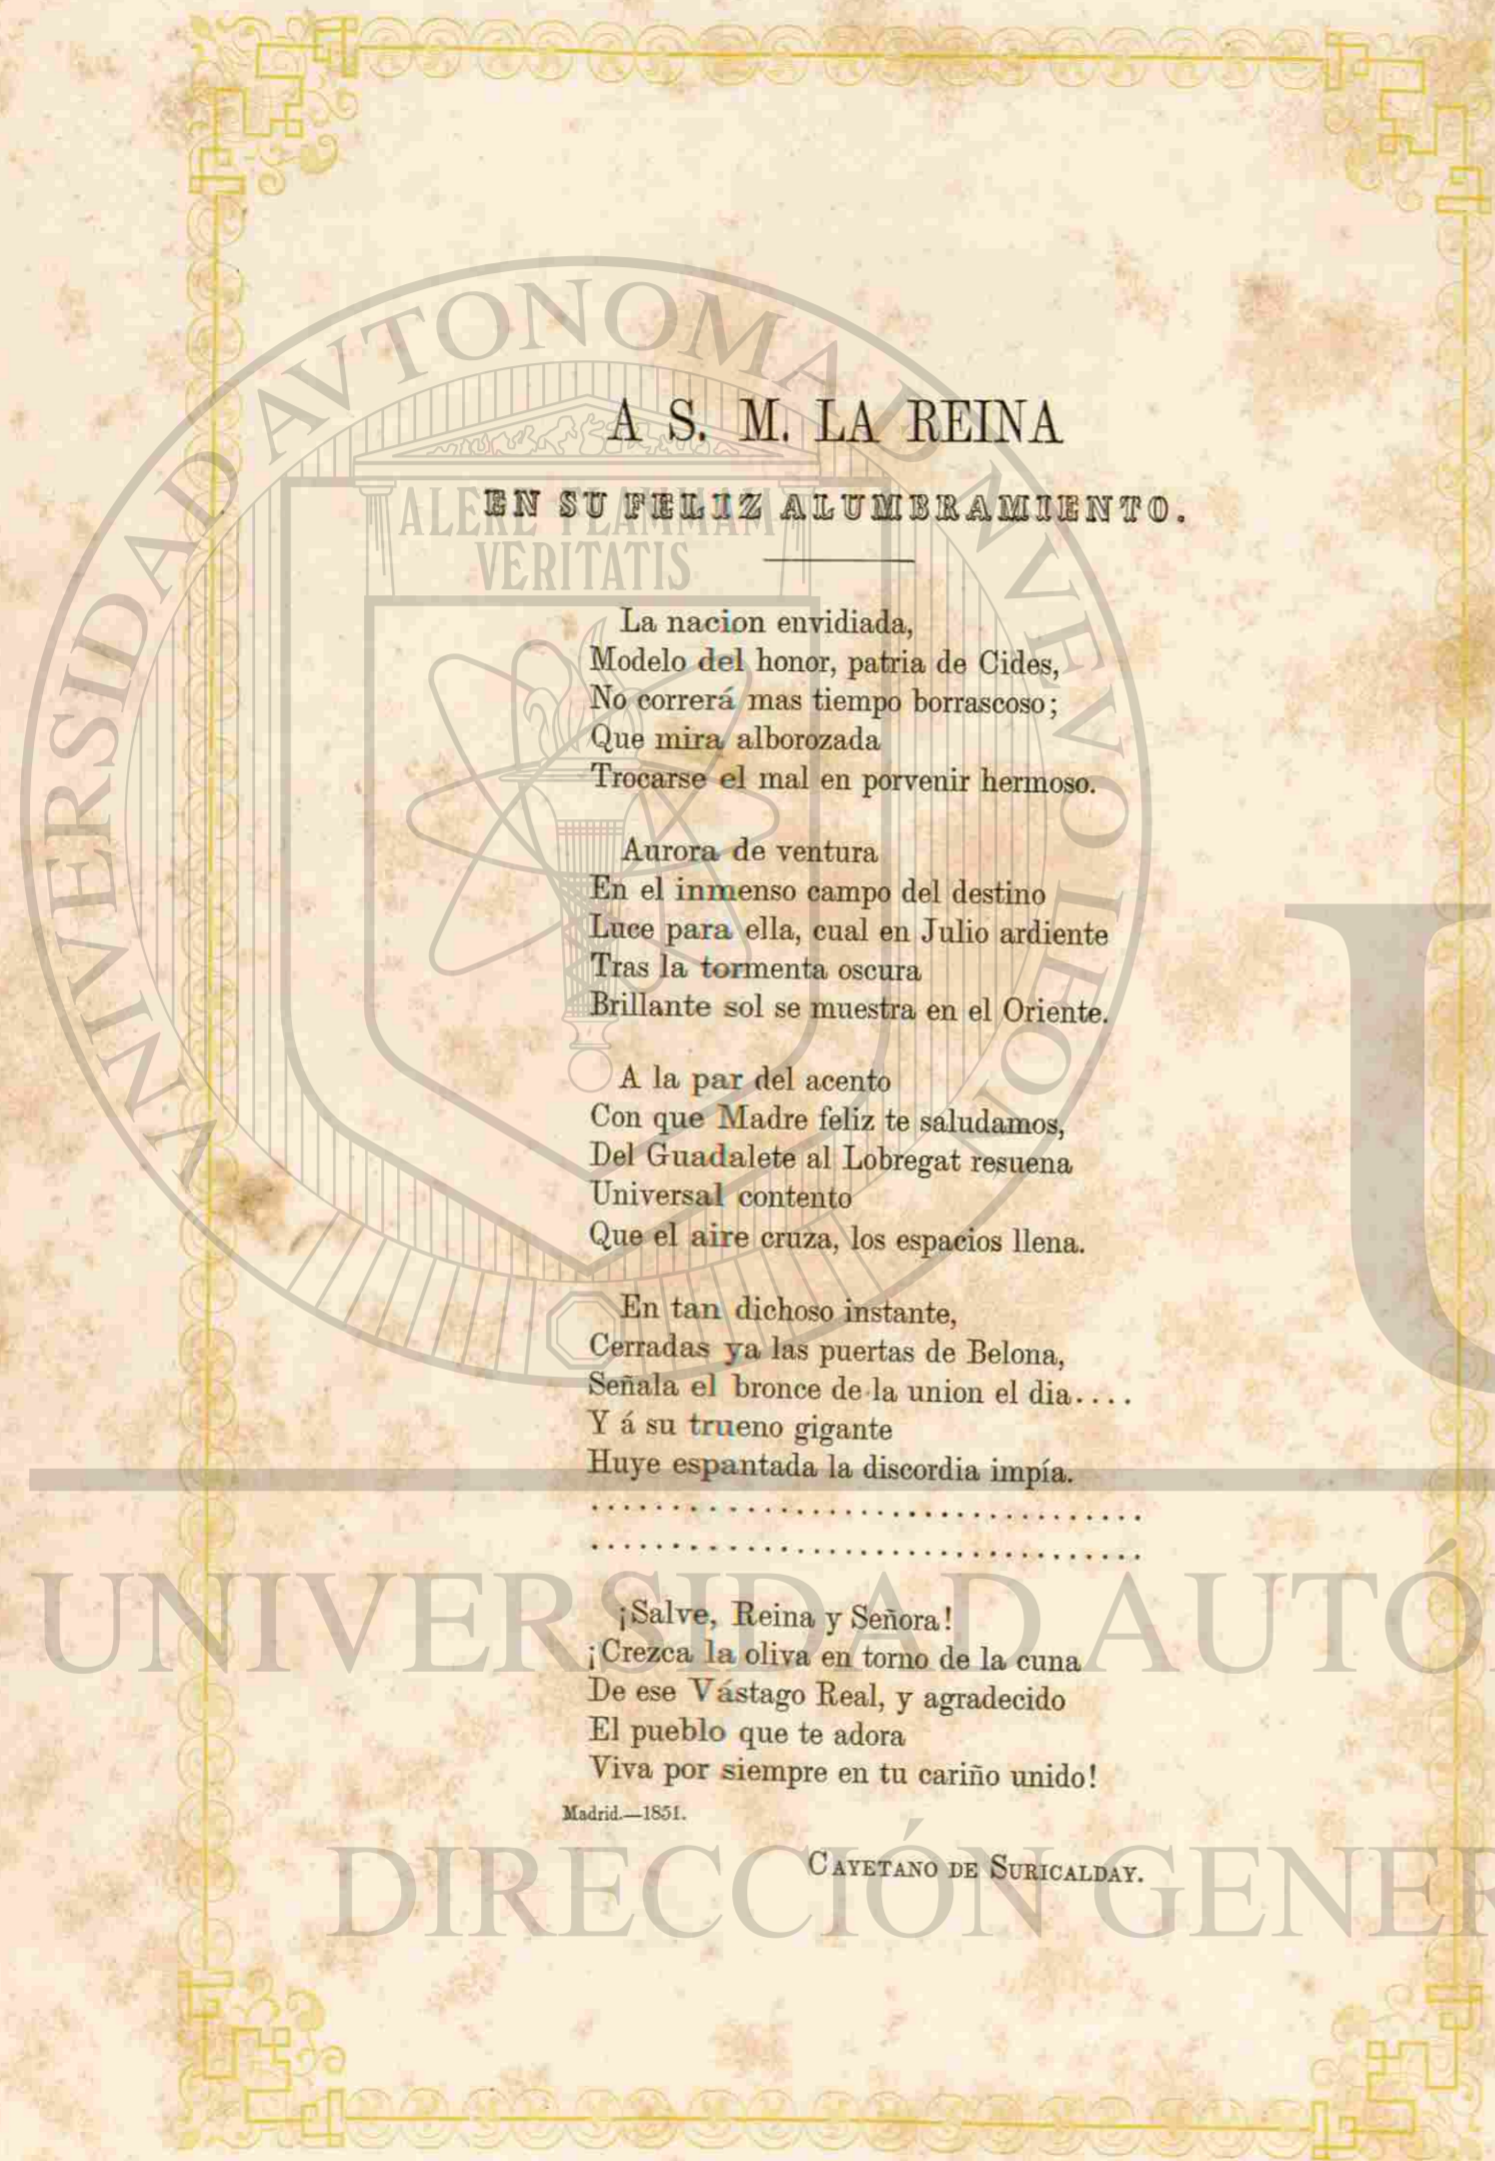 A S. M. LA REINA
EN SU FELIZ ALUMBRAMIENTO.
La nacion envidiada,
Modelo del honor, patria de Cides,
No correrá mas tiempo borrascoso;
Que mira alborozada
Trocarse el mal en porvenir hermoso.
Aurora de ventura
En el inmenso campo del destino
Luce para ella, cual en Julio ardiente
Tras la tormenta oscura
Brillante sol se muestra en el Oriente.
A la par del acento
Con que Madre feliz te saludamos,
Del Guadalete al Lobregat resuena
Universal contento
Que el aire cruza, los espacios llena.
En tan dichoso instante,
Cerradas ya las puertas de Belona,
Señala el bronce de la union el dia....
Y á su trueno gigante
Huye espantada la discordia impía.
...................................
...................................
¡Salve, Reina y Señora!
¡Crezca la oliva en torno de la cuna
De ese Vástago Real, y agradecido
El pueblo que te adora
Viva por siempre en tu cariño unido!
Madrid.—1851.
CAYETANO DE SURICALDAY.
UNIVERSIDAD AVTONOMA D NVEVO LEON
ALERE FLAMMAM
VERITATIS
U
UNIVERSIDAD AUTÓ
DIRECCIÓN GENER